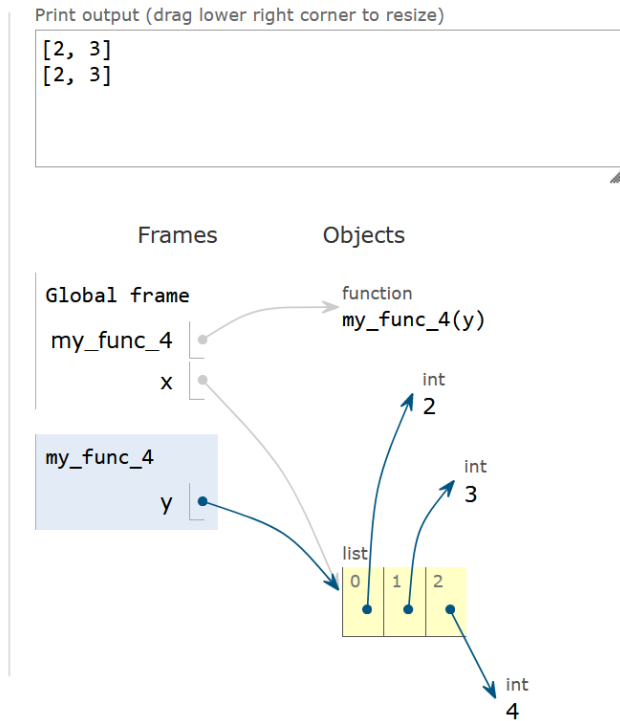 Print output (drag lower right corner to resize)
[2, 3]
[2, 3]
Frames
Objects
Global frame
my_func_4
x
function
my_func_4(y)
int
2
my_func_4
y
int
3
list
0 1 2
int
4